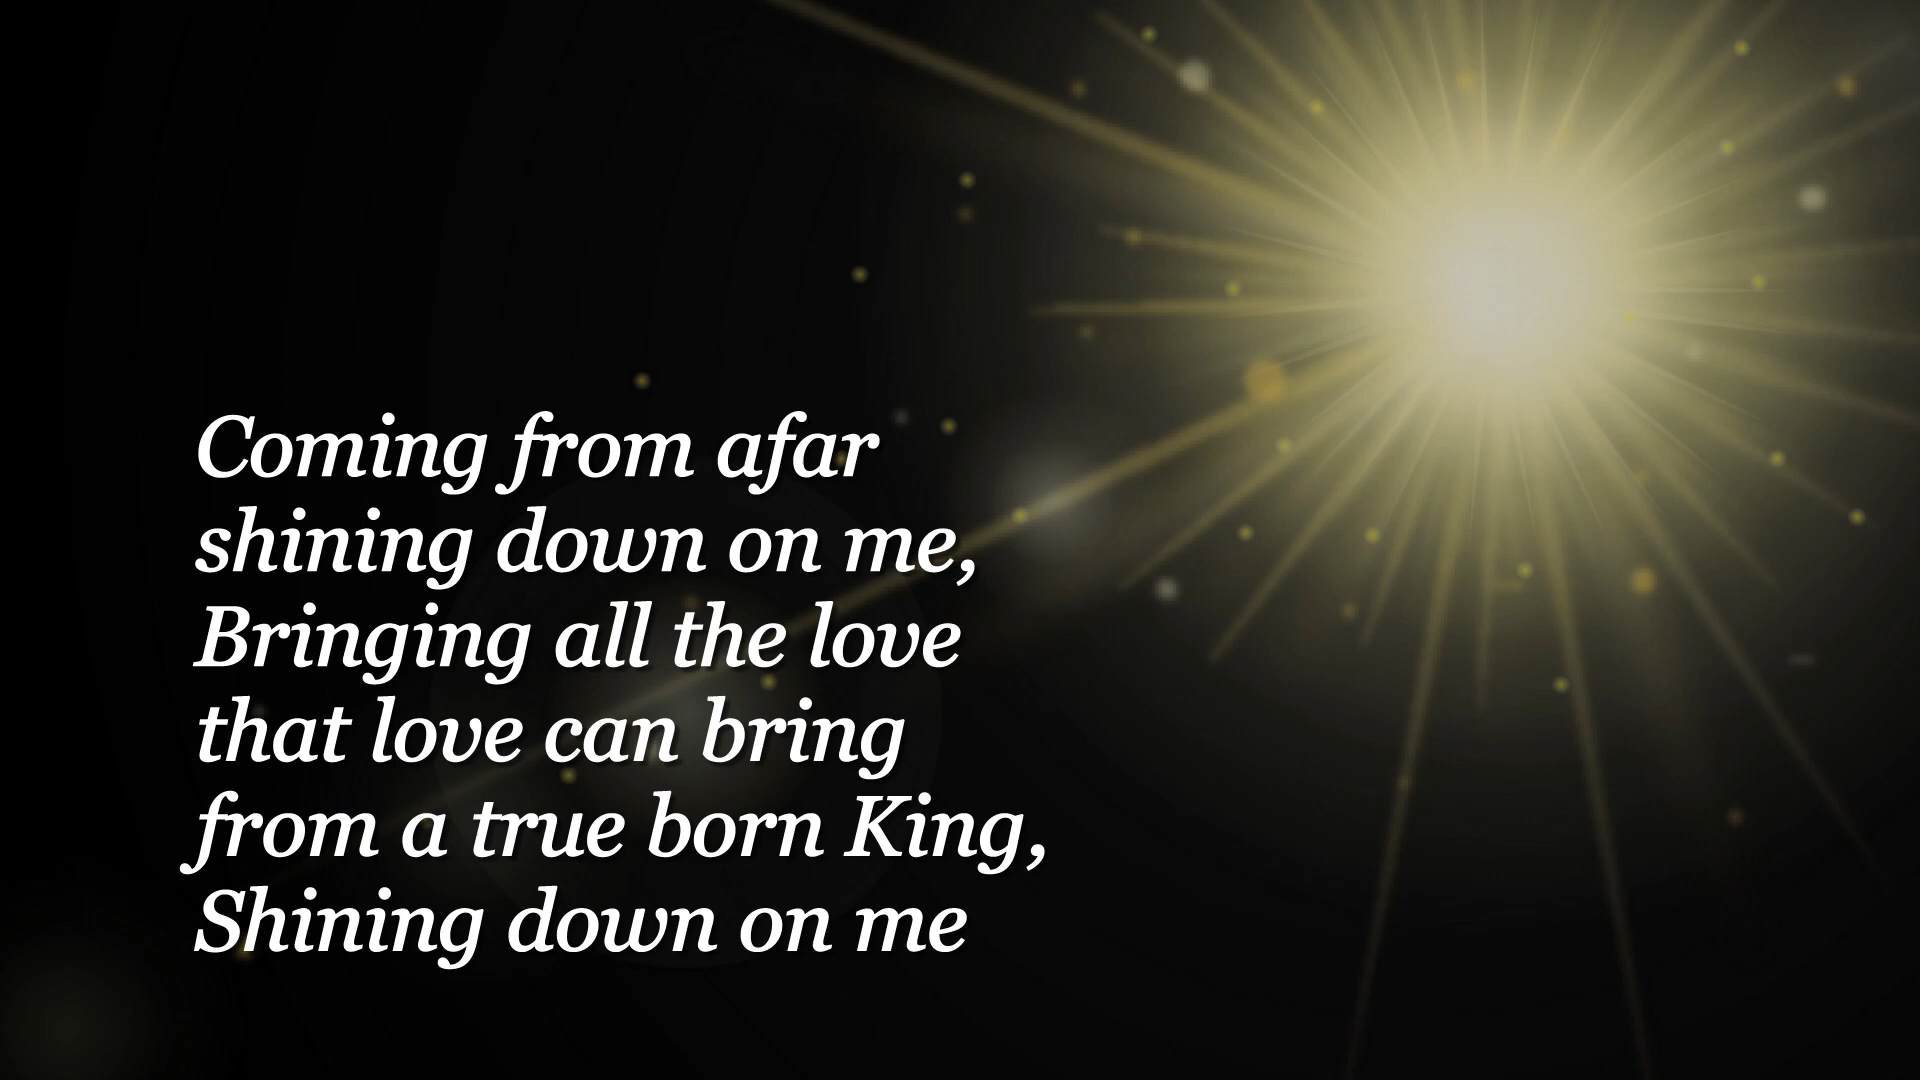 Coming from afar
shining down on me,
Bringing all the love
that love can bring
from a true born King,
Shining down on me